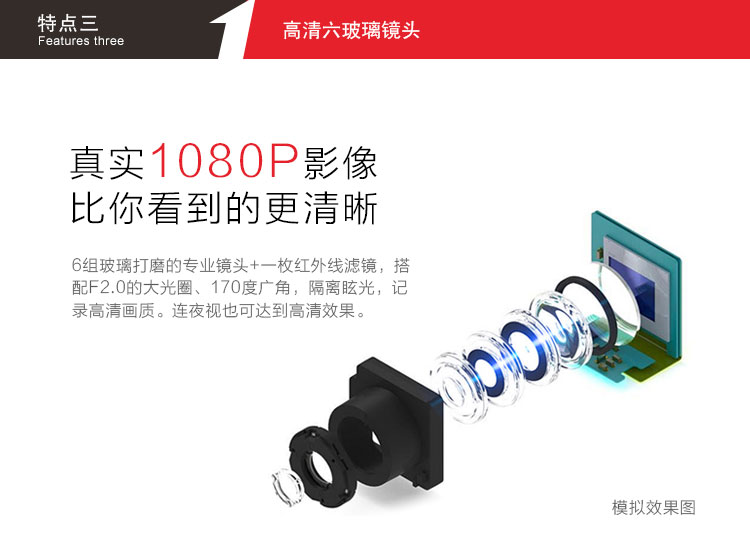 特点三
Features three
高清六玻璃镜头
真实1080P影像
比你看到的更清晰
6组玻璃打磨的专业镜头+一枚红外线滤镜，搭
配F2.0的大光圈、170度广角，隔离眩光，记
录高清画质。连夜视也可达到高清效果。
模拟效果图